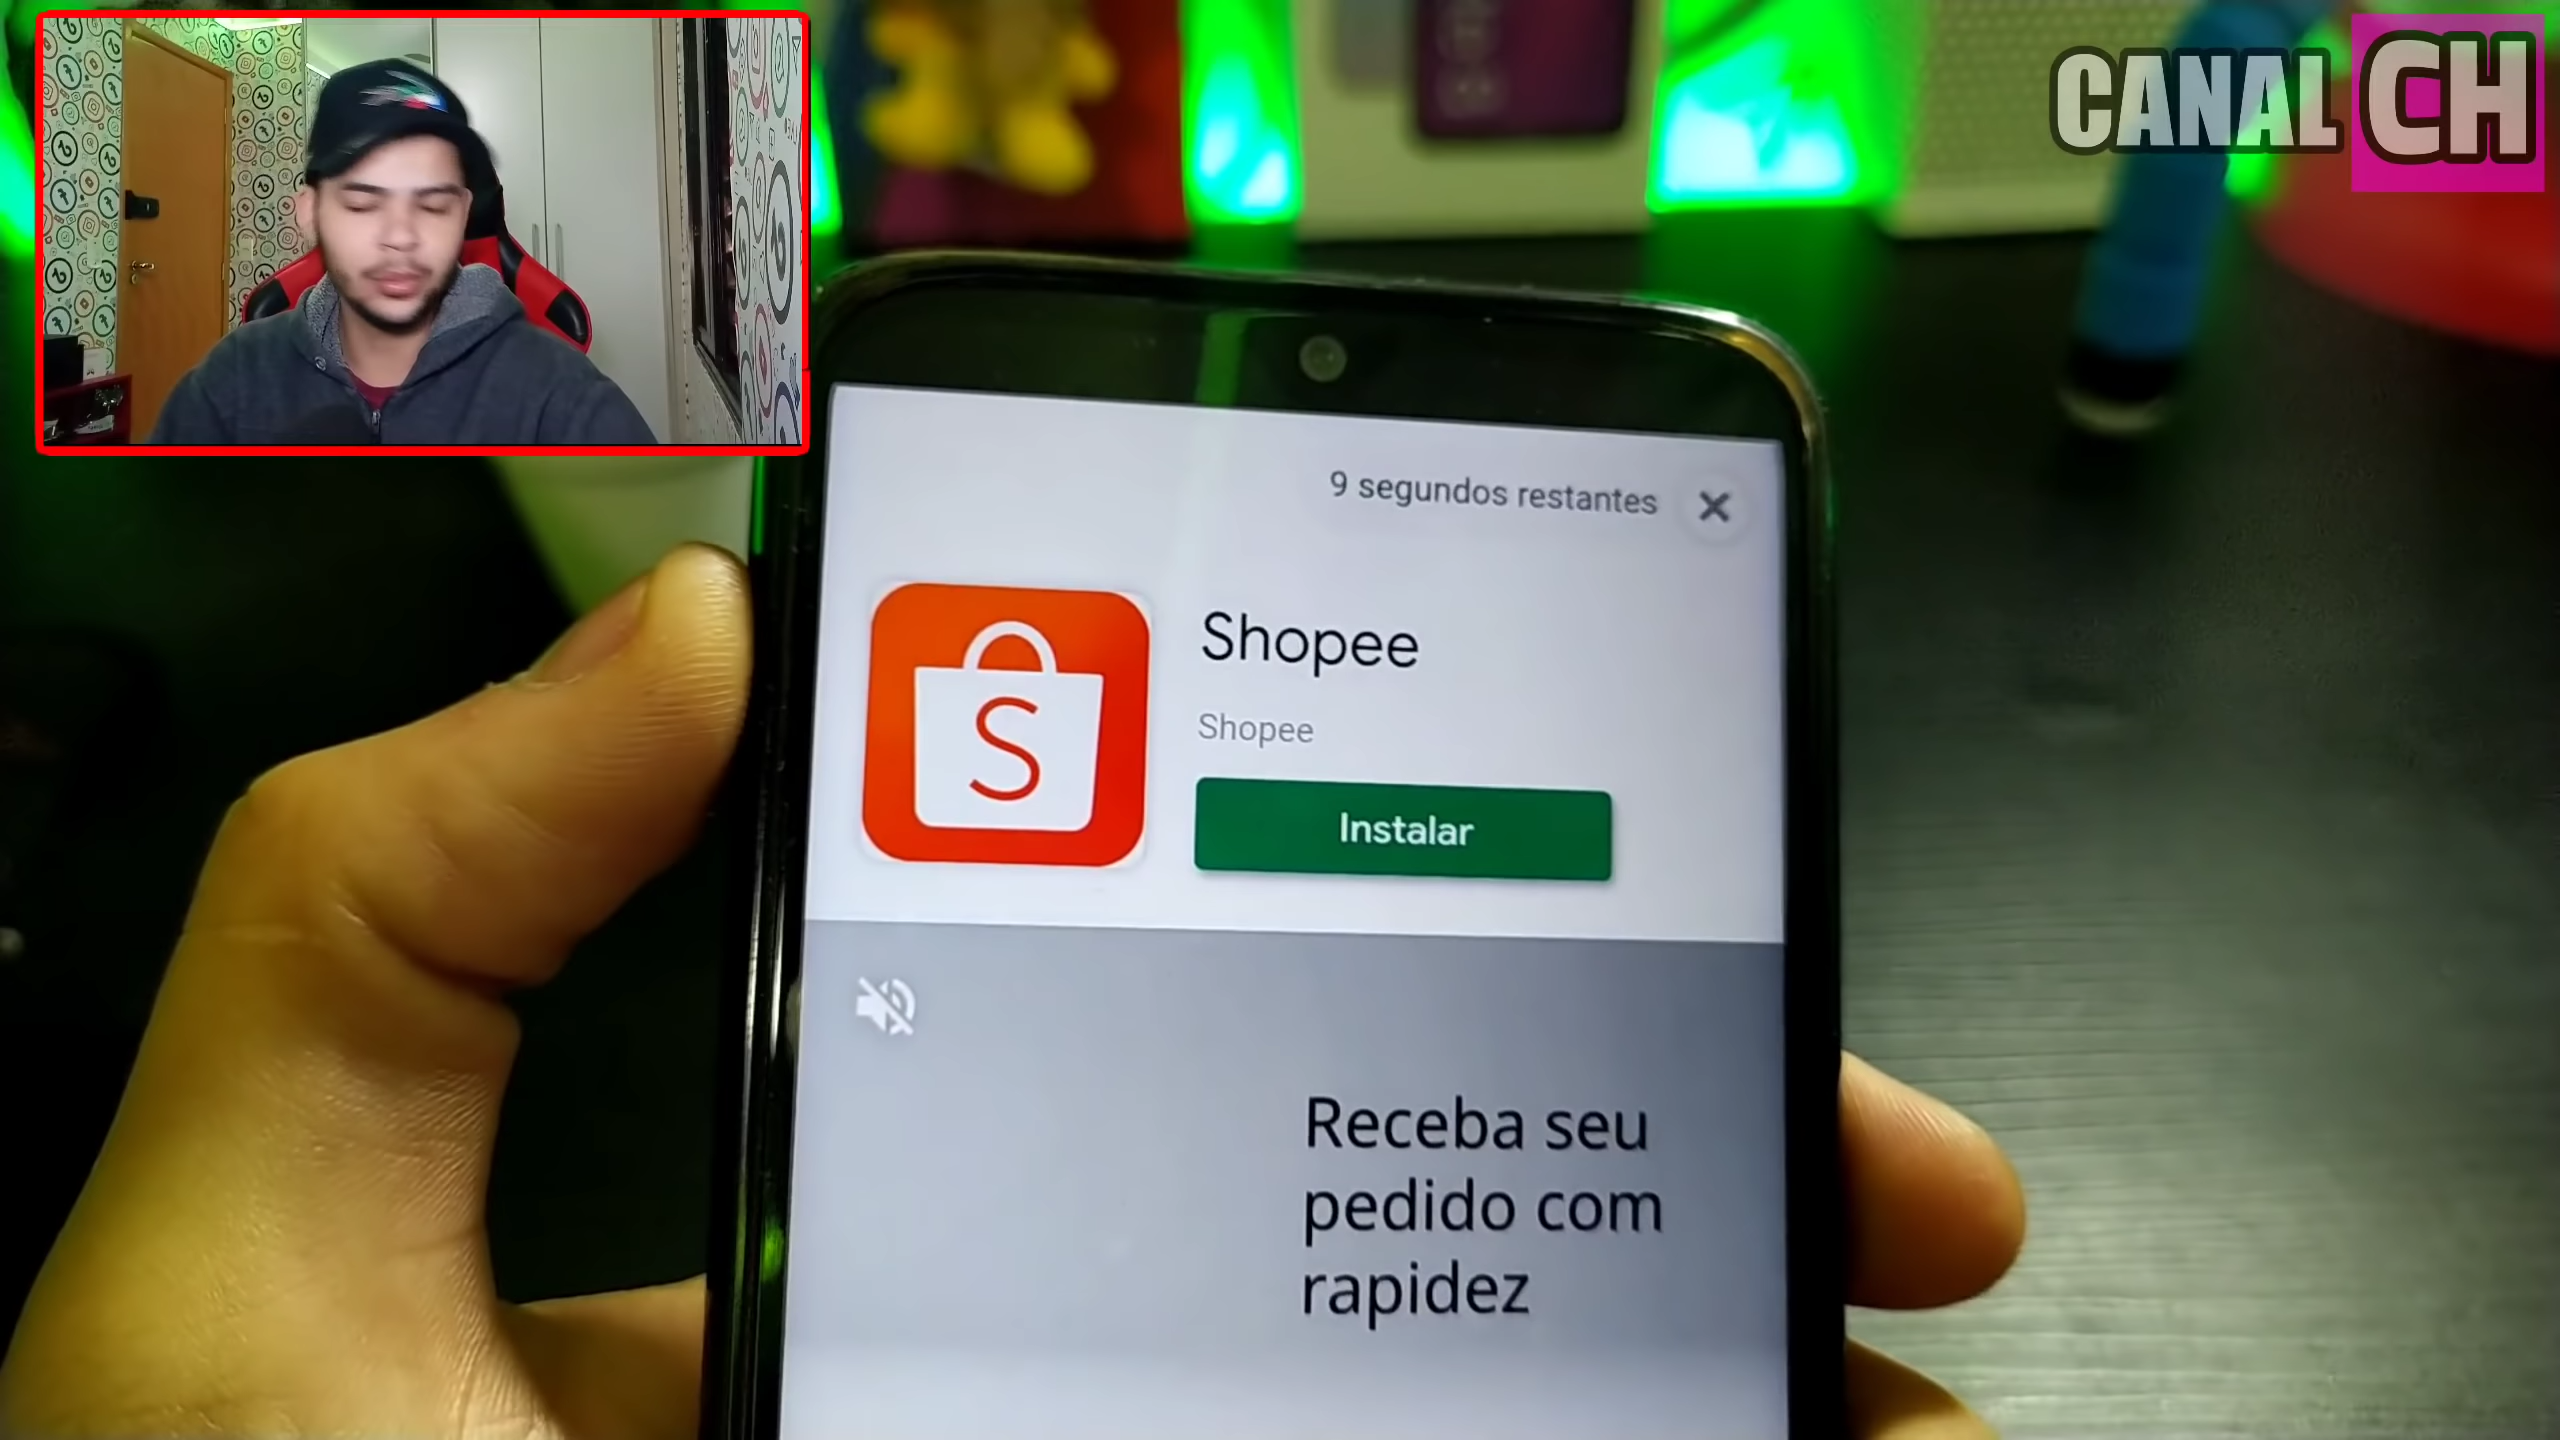 CANAL CH
9 segundos restantes
Shopee
Shopee
Instalar
Receba seu
pedido com
rapidez